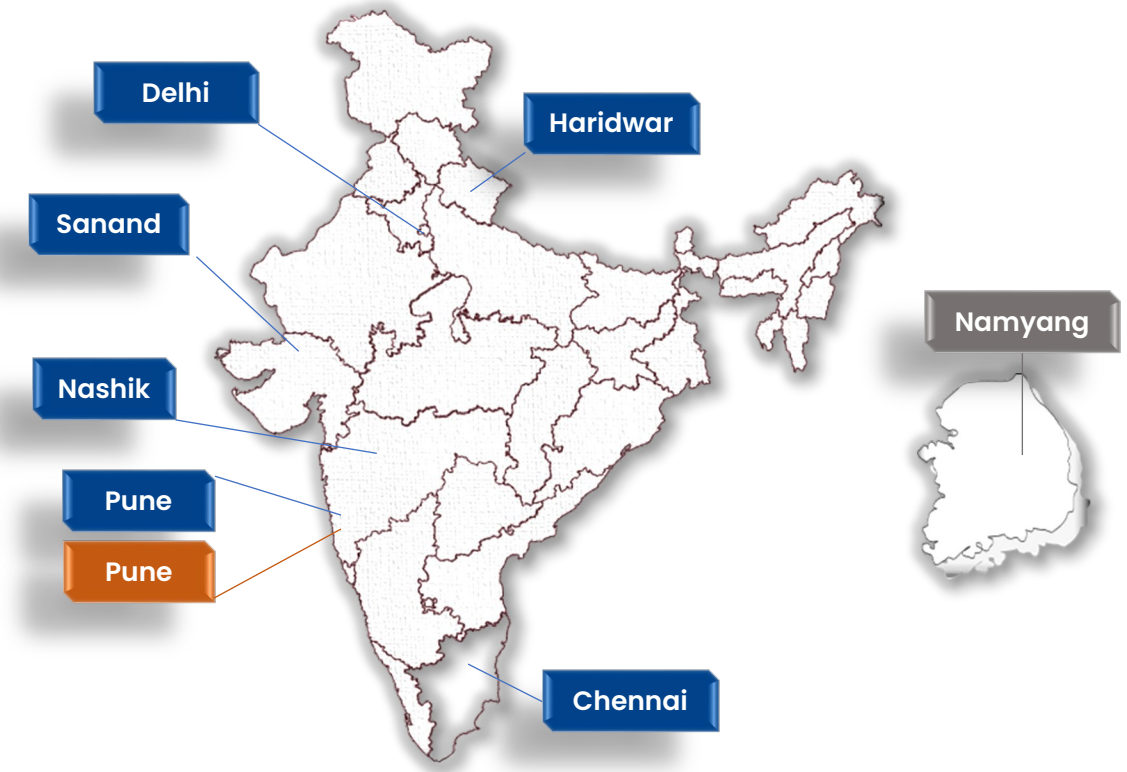 Delhi
Haridwar
Sanand
Namyang
Nashik
Pune
Pune
Chennai